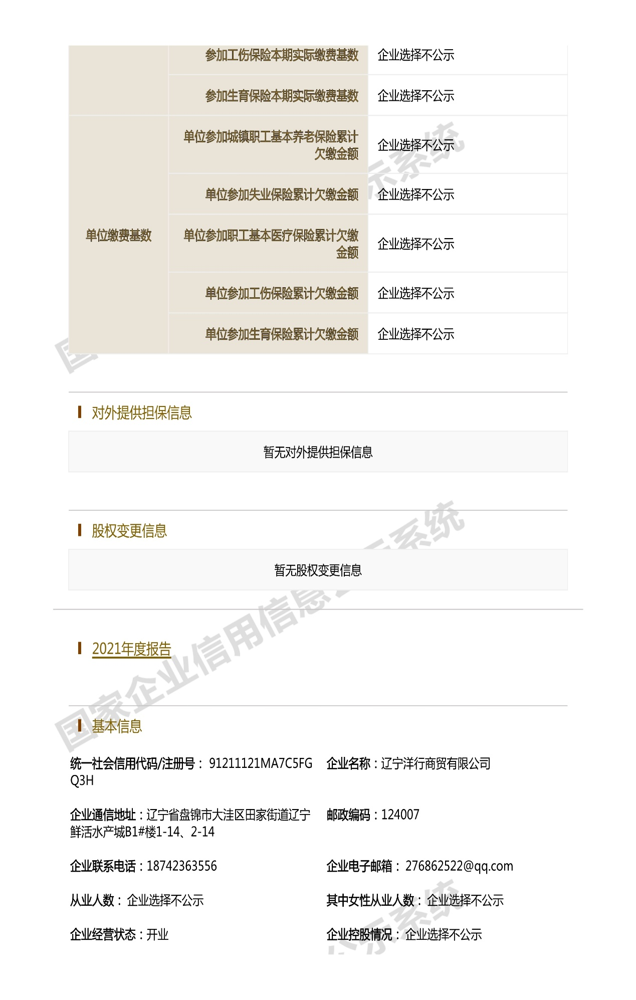 参加工伤保险本期实际缴费基数 企业选择不公示
参加生育保险本期实际缴费基数 企业选择不公示
单位缴费基数
单位参加城镇职工基本养老保险累计
欠缴金额
企业选择不公示
单位参加失业保险累计欠缴金额 企业选择不公示
单位参加职工基本医疗保险累计欠缴
金额
企业选择不公示
单位参加工伤保险累计欠缴金额 企业选择不公示
单位参加生育保险累计欠缴金额 企业选择不公示
对外提供担保信息
暂无对外提供担保信息
股权变更信息
暂无股权变更信息
2021年度报告
国家企业信用信息公示系统
基本信息
统一社会信用代码/注册号： 91211121MA7C5FG
Q3H
企业名称：辽宁洋行商贸有限公司
企业通信地址：辽宁省盘锦市大洼区田家街道辽宁
鲜活水产城B1#楼1-14、2-14
邮政编码：124007
企业联系电话：18742363556 企业电子邮箱： 276862522@qq.com
从业人数： 企业选择不公示 其中女性从业人数： 企业选择不公示
企业经营状态：开业 企业控股情况： 企业选择不公示